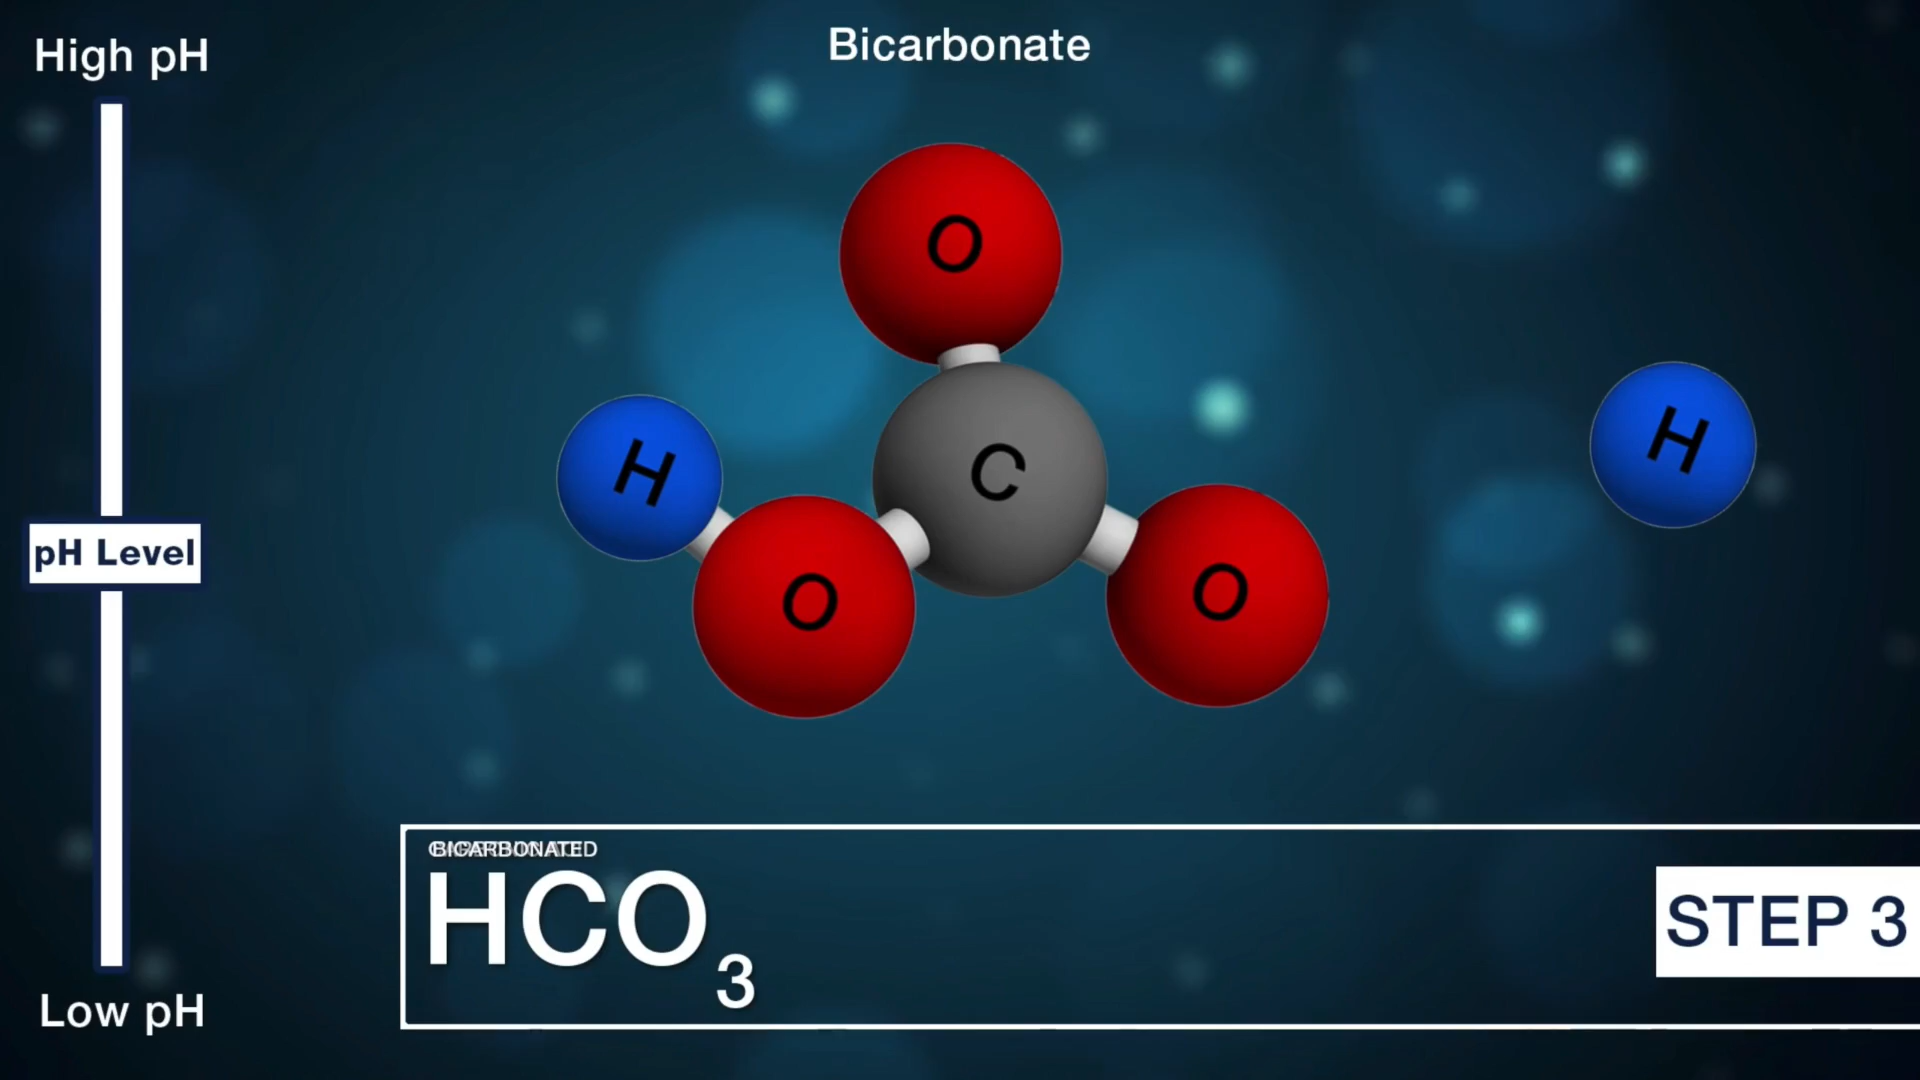 High pH
Bicarbonate
O
H
C
H
O
O
pH Level
HCO3
STEP 3
Low pH